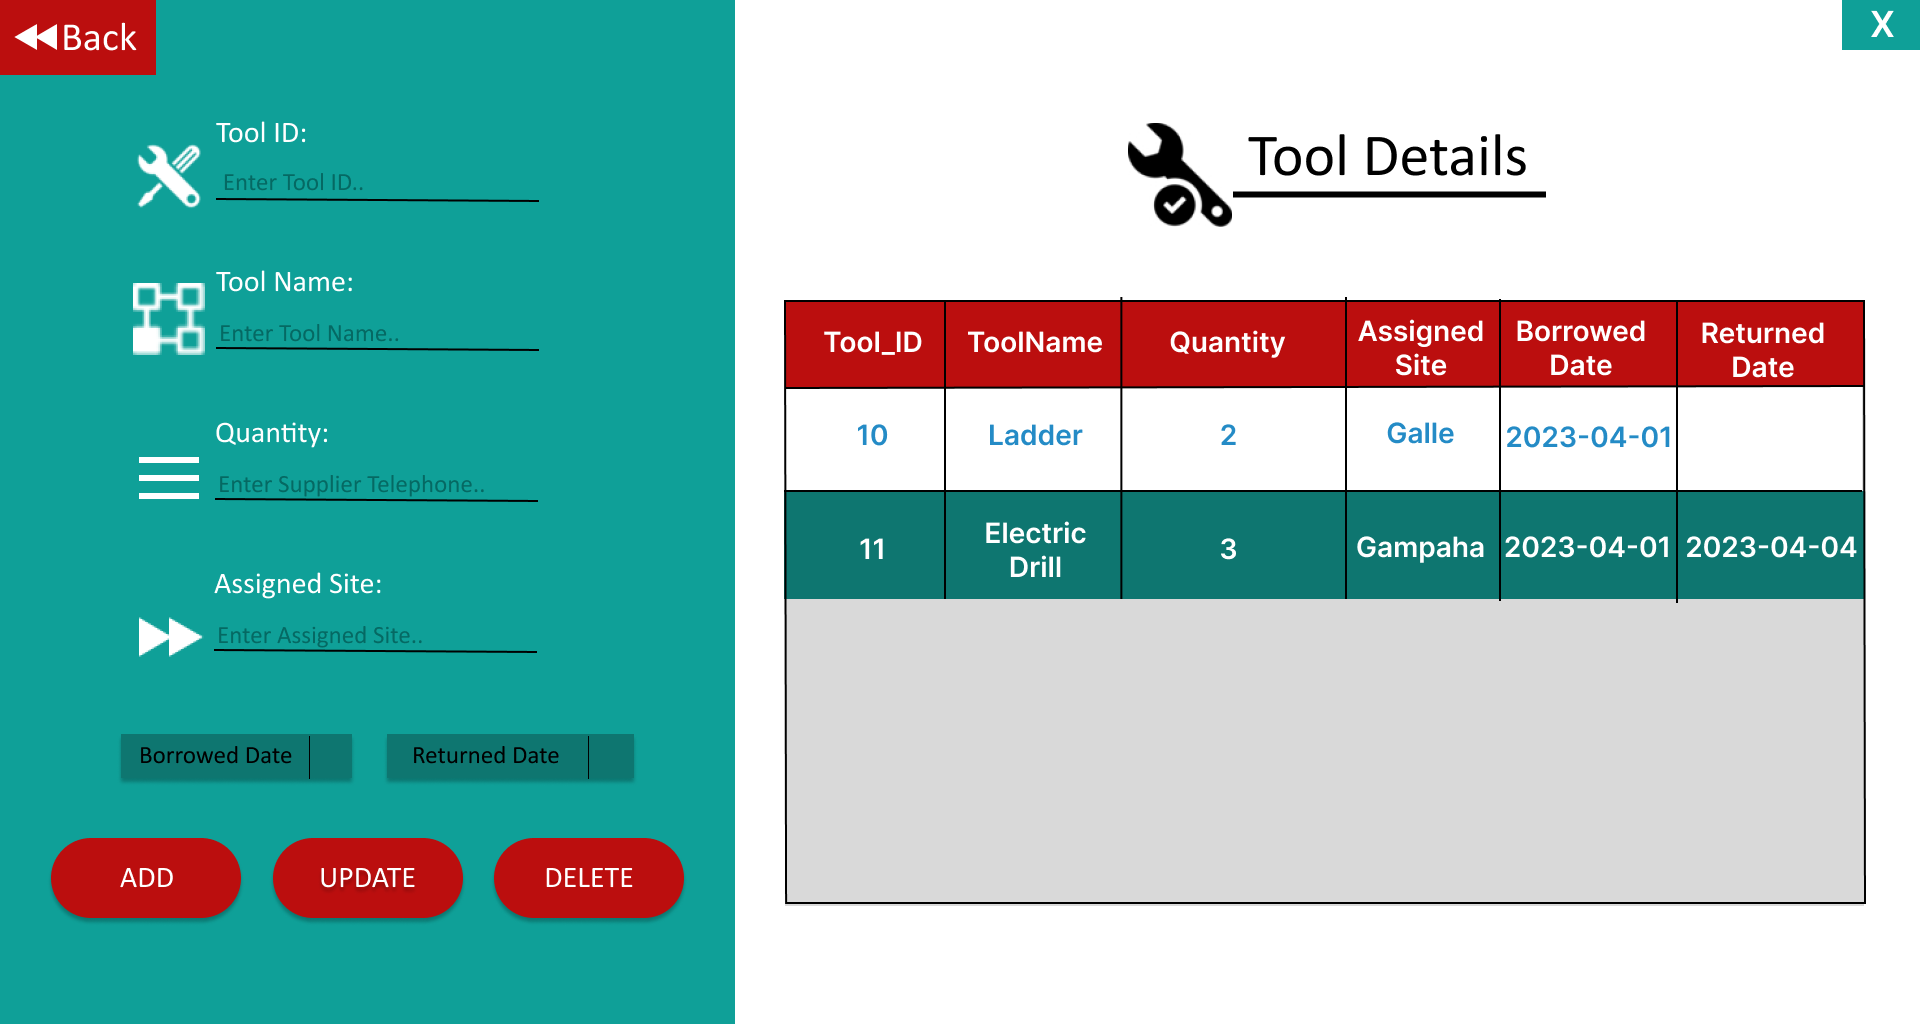 Back
X
Tool ID:
Enter Tool ID..
Tool Name:
Enter Tool Name..
Quantity:
Enter Supplier Telephone..
Assigned Site:
Enter Assigned Site..
Borrowed Date
Returned Date
ADD
UPDATE
DELETE
Tool Details
Tool_ID
ToolName
Quantity
Assigned
Site
Borrowed
Date
Returned
Date
10
Ladder
2
Galle
2023-04-01
11
Electric
Drill
3
Gampaha
2023-04-01
2023-04-04